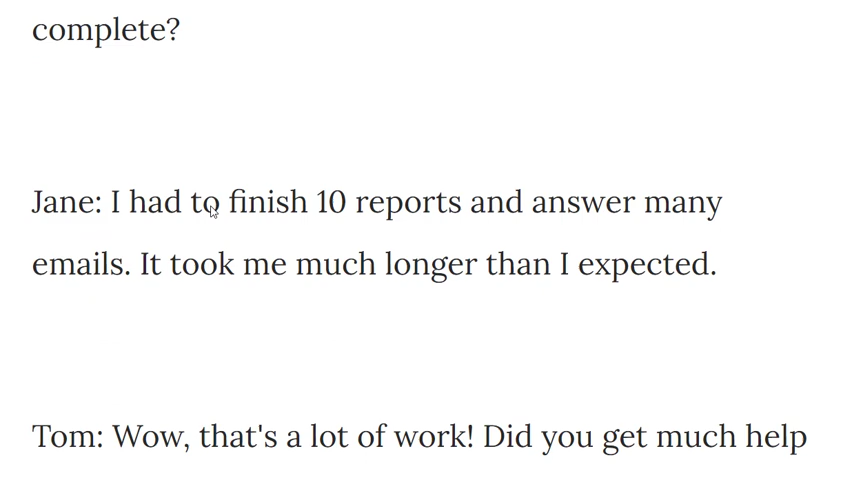 complete?
Jane: I had to finish 10 reports and answer many
emails. It took me much longer than I expected.
Tom: Wow, that's a lot of work! Did you get much help